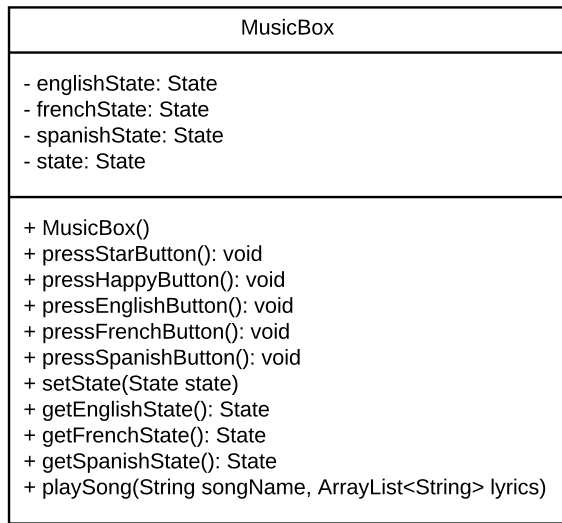 MusicBox
- englishState: State
- frenchState: State
- spanishState: State
- state: State
+ MusicBox()
+ pressStarButton(): void
+ pressHappyButton(): void
+ pressEnglishButton(): void
+ pressFrenchButton(): void
+ pressSpanishButton(): void
+ setState(State state)
+ getEnglishState(): State
+ getFrenchState(): State
+ getSpanishState(): State
+ playSong(String songName, ArrayList<String> lyrics)